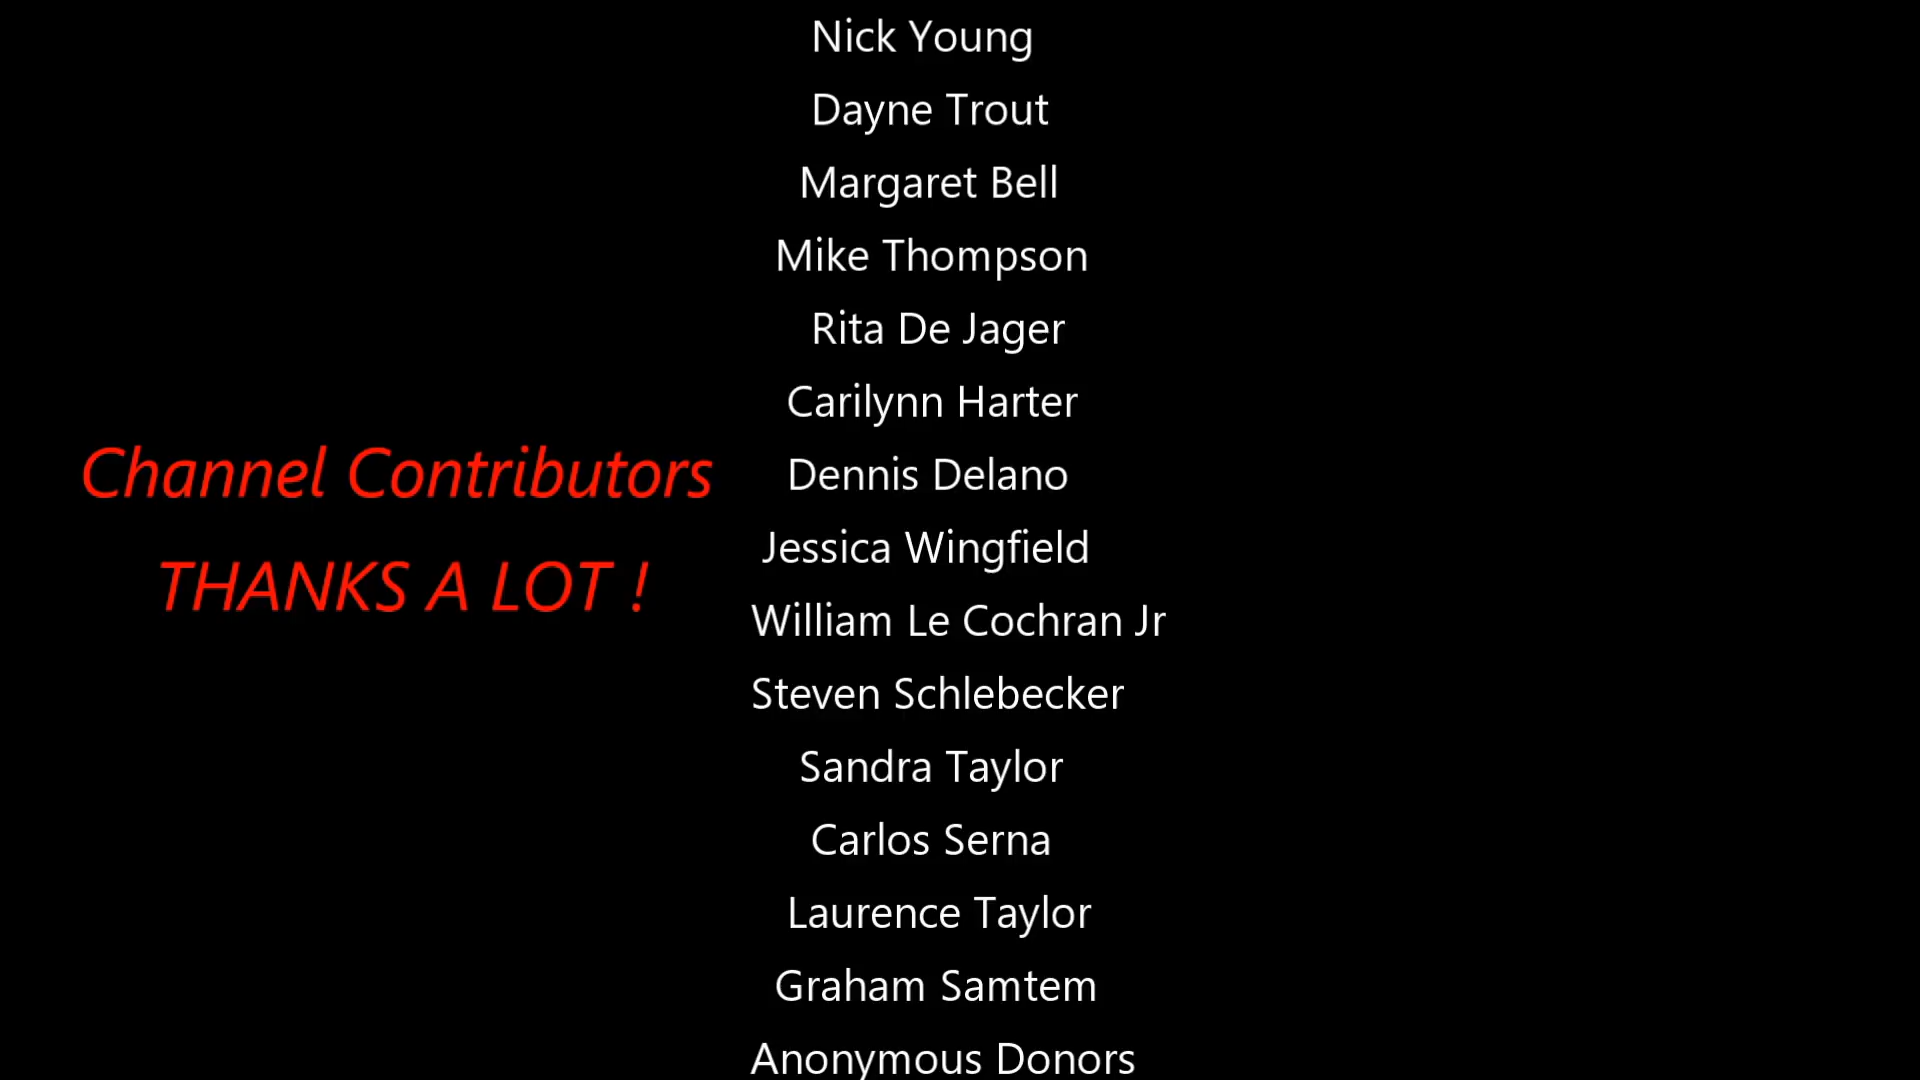 Channel Contributors
THANKS A LOT !
Nick Young
Dayne Trout
Margaret Bell
Mike Thompson
Rita De Jager
Carilynn Harter
Dennis Delano
Jessica Wingfield
William Le Cochran Jr
Steven Schlebecker
Sandra Taylor
Carlos Serna
Laurence Taylor
Graham Samtem
Anonymous Donors